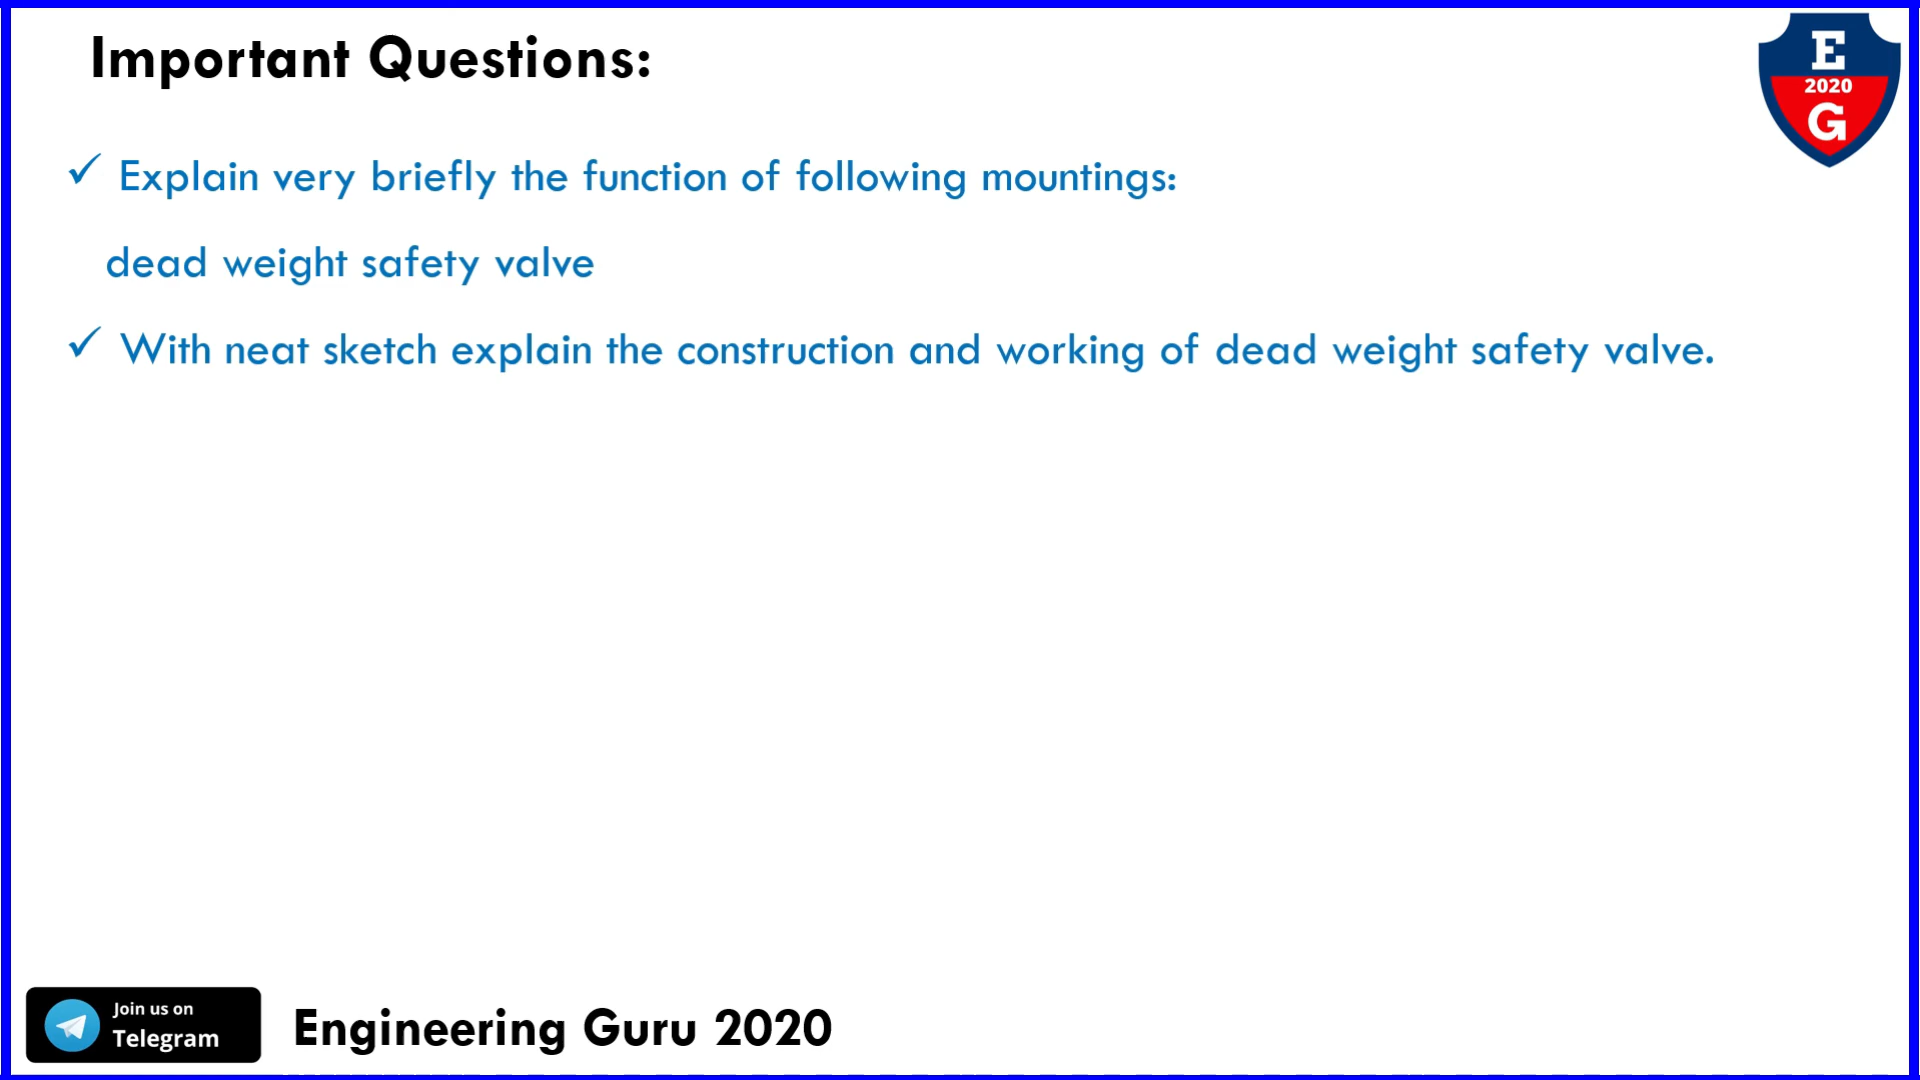 Important Questions:
E
2020
G
✓ Explain very briefly the function of following mountings:
dead weight safety valve
✓ With neat sketch explain the construction and working of dead weight safety valve.
Join us on
Telegram
Engineering Guru 2020